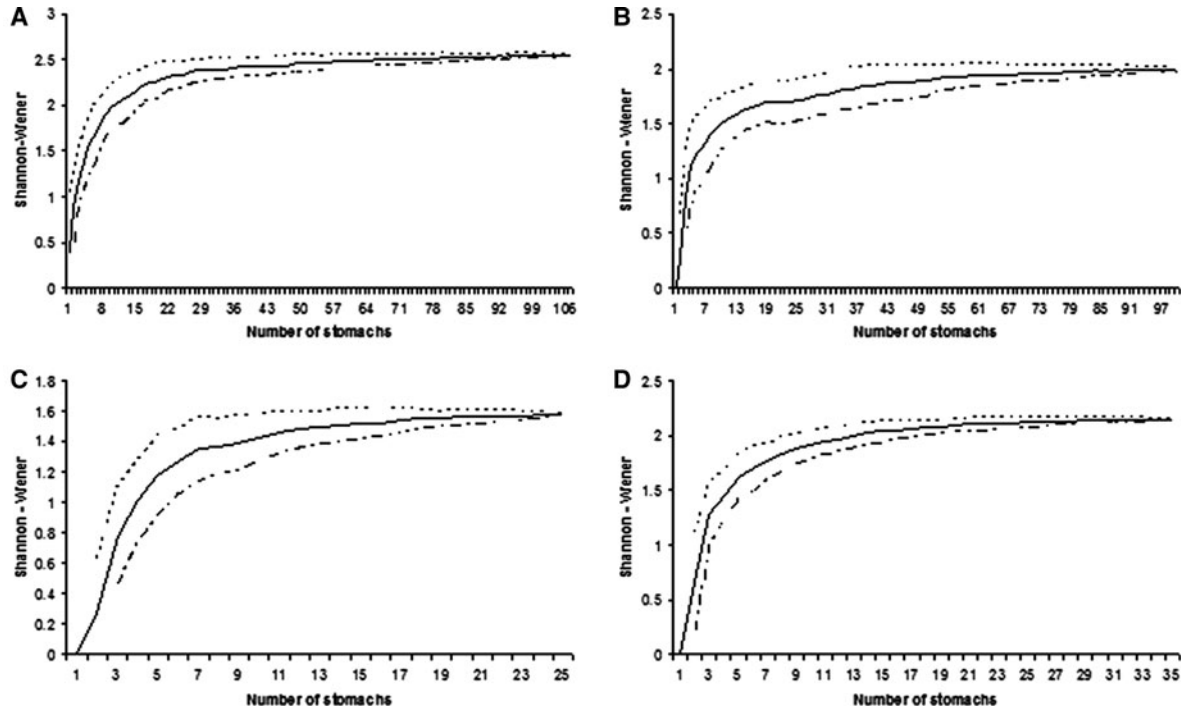 A
3
2.5
2
1.5
1
0.5
0
Shannon-Wener
1 8 15 22 29 36 43 50 57 64 71 78 85 92 99 106
Number of stomachs
B
2.5
2
1.5
1
0.5
0
Shannon - Wiener
1 7 13 19 25 31 37 43 49 55 61 67 73 79 85 91 97
Number of stomachs
C
1.8
1.6
1.4
1.2
1
0.8
0.6
0.4
0.2
0
Shannon - Wener
1 3 5 7 9 11 13 15 17 19 21 23 25
Number of stomachs
D
2.5
2
1.5
1
0.5
0
Shannon - Wener
1 3 5 7 9 11 13 15 17 19 21 23 25 27 29 31 33 35
Number of stomachs